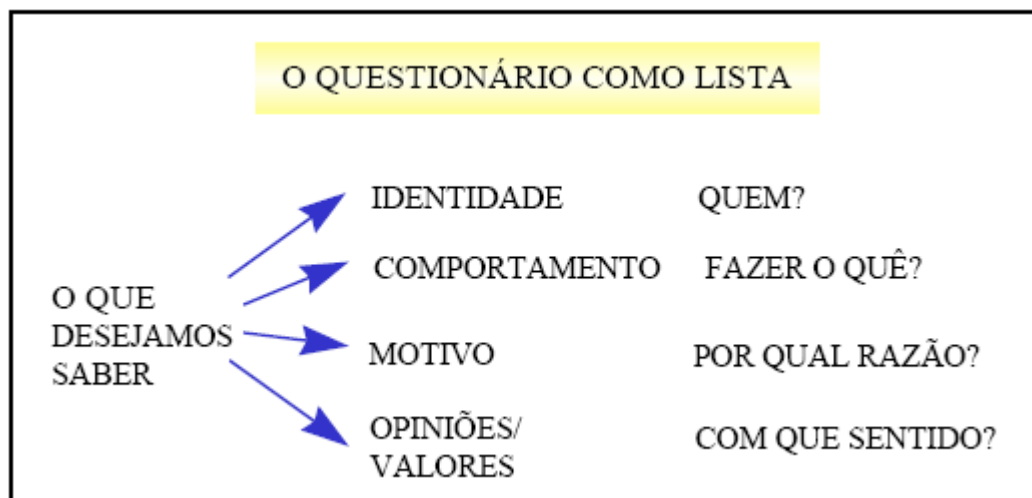 O QUESTIONÁRIO COMO LISTA
IDENTIDADE QUEM?
COMPORTAMENTO FAZER O QUÊ?
O QUE
DESEJAMOS
SABER
MOTIVO POR QUAL RAZÃO?
OPINIÕES/
VALORES
COM QUE SENTIDO?